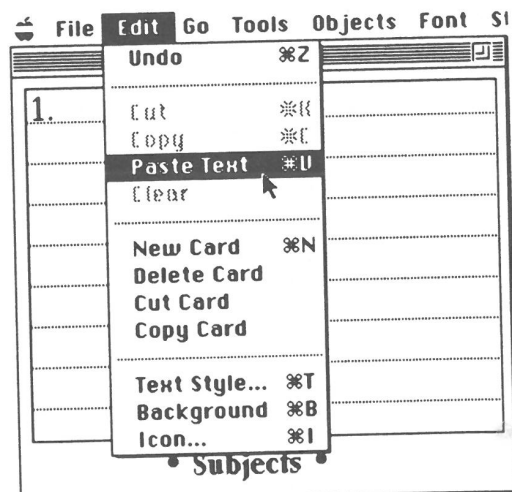 File Edit Go Tools Objects Font St
Undo ⌘Z
1.
Cut ⌘X
Copy ⌘C
Paste Text ⌘V
Clear
New Card ⌘N
Delete Card
Cut Card
Copy Card
Text Style... ⌘T
Background ⌘B
Icon... ⌘I
• Subjects •